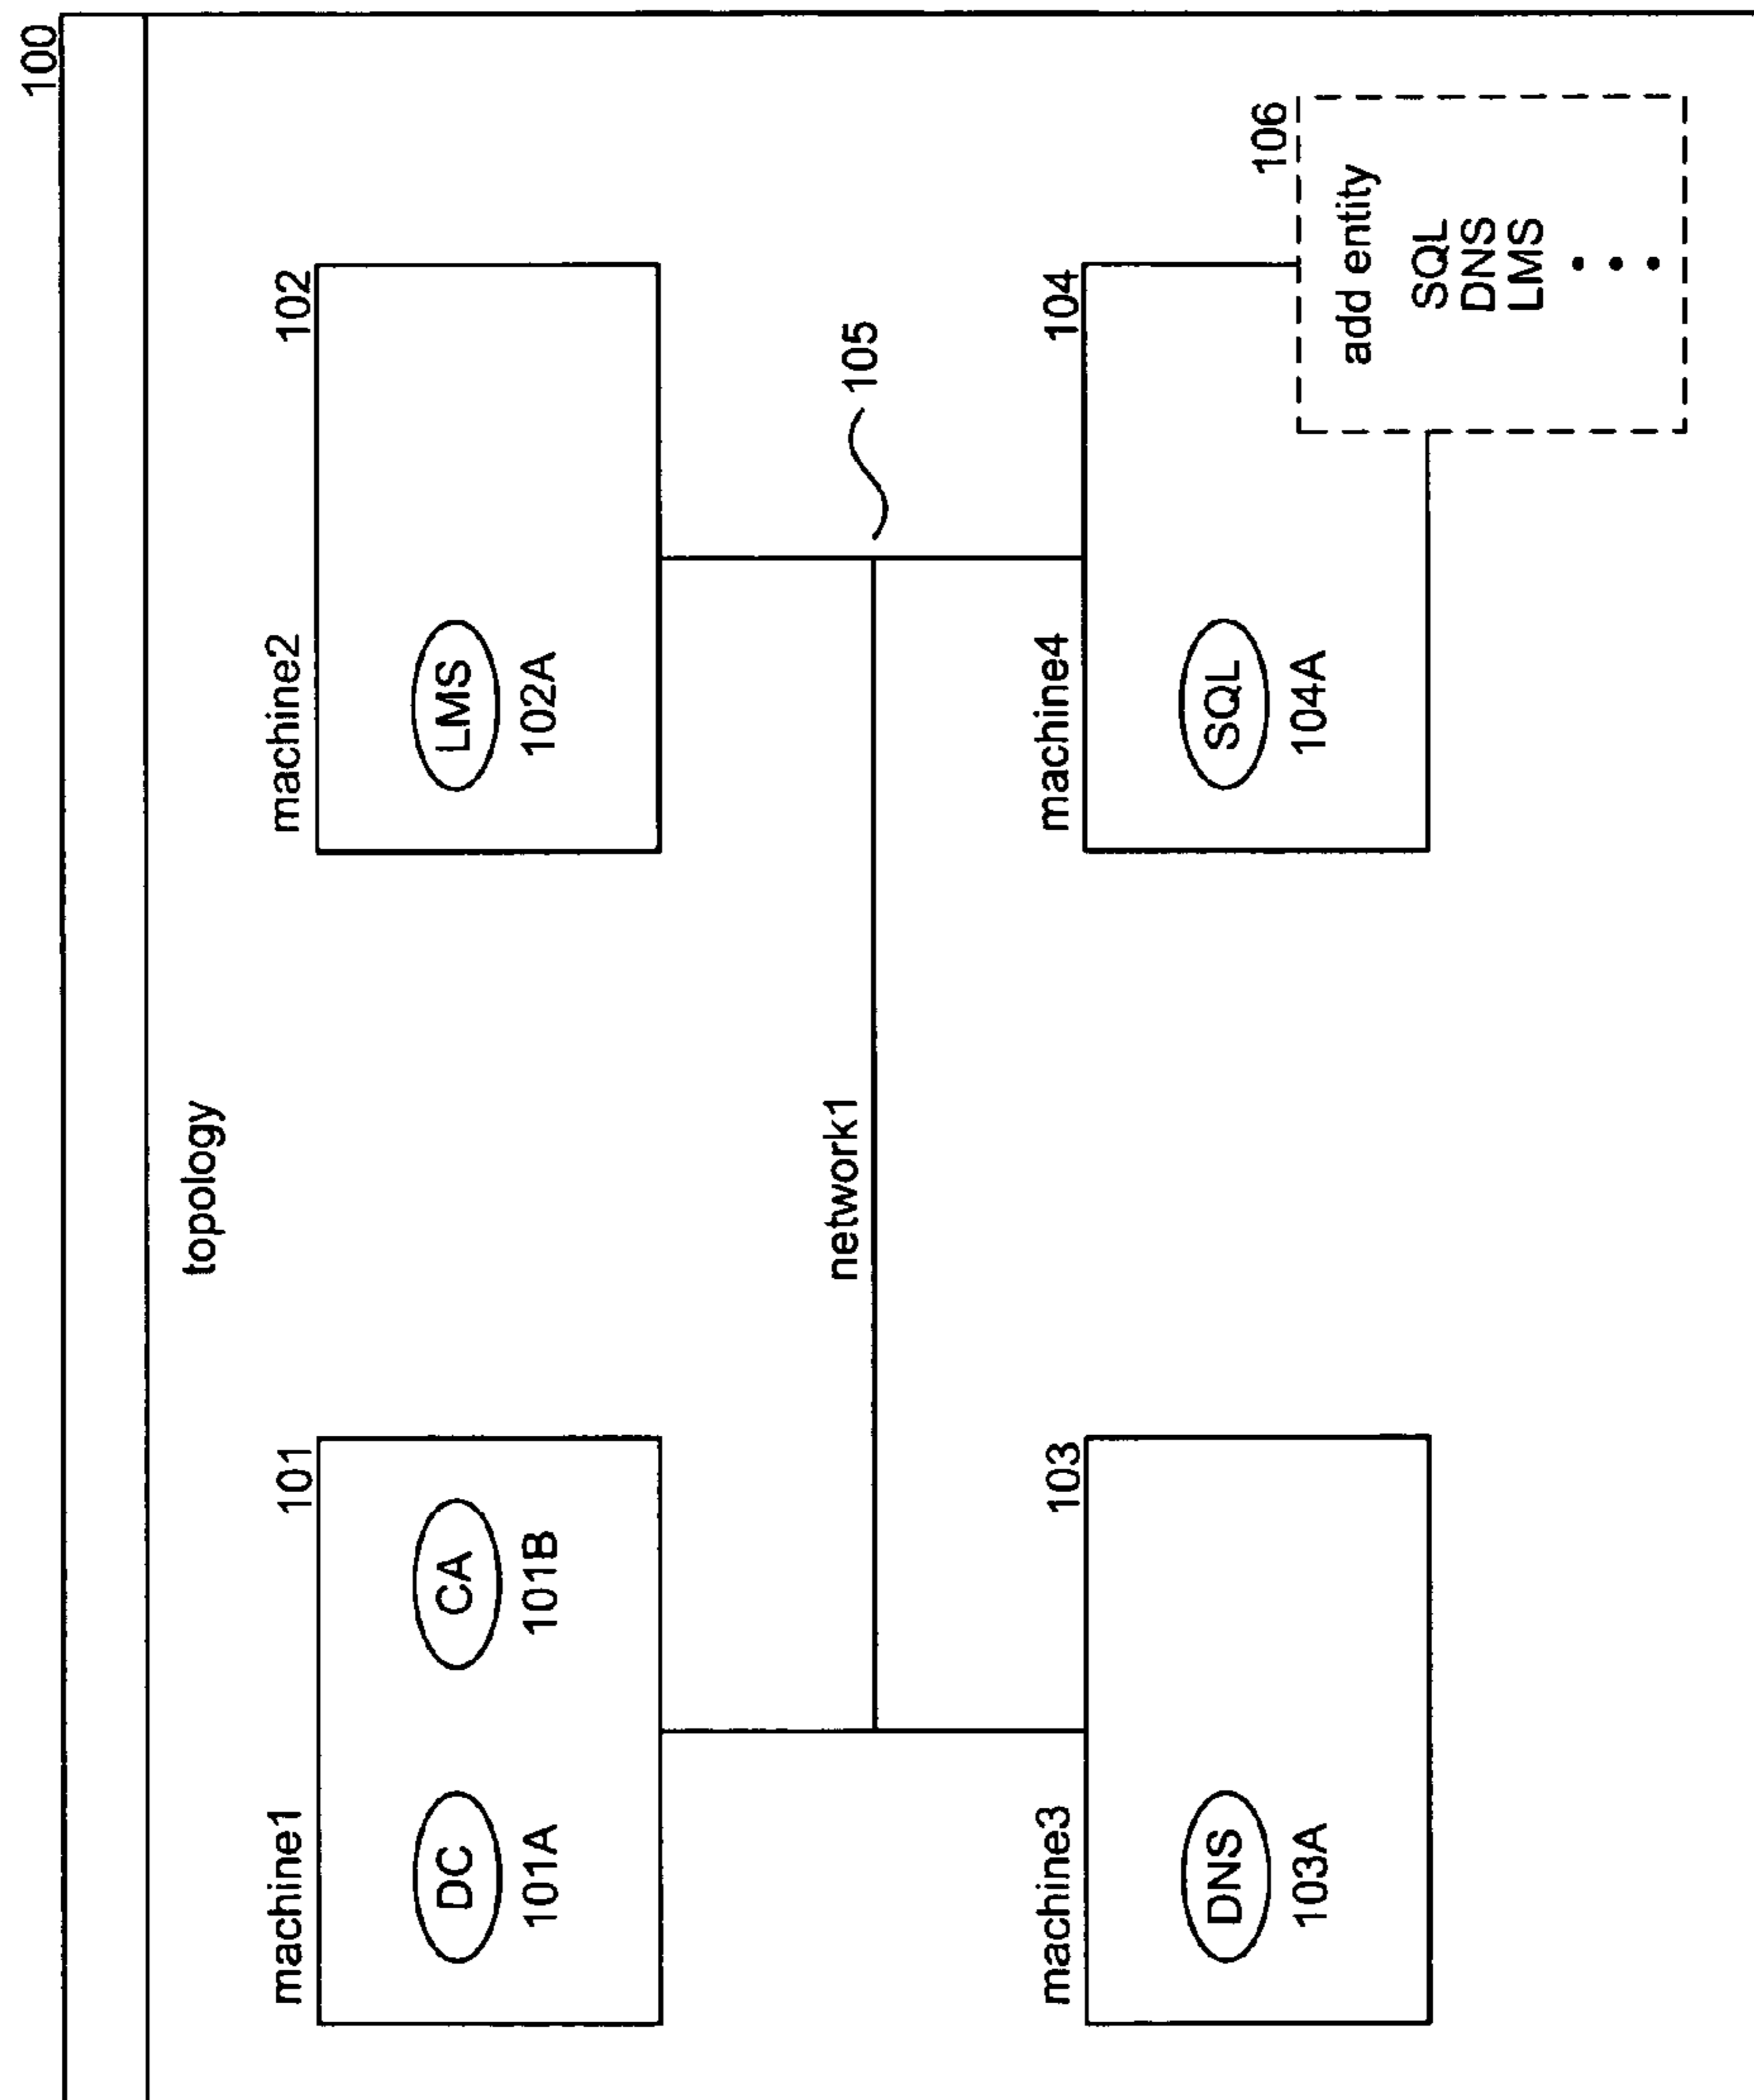 100
topology
machine1
101
DC
101A
CA
101B
machine2
102
LMS
102A
network1
105
machine3
103
DNS
103A
machine4
104
SQL
104A
106
add entity
SQL
DNS
LMS